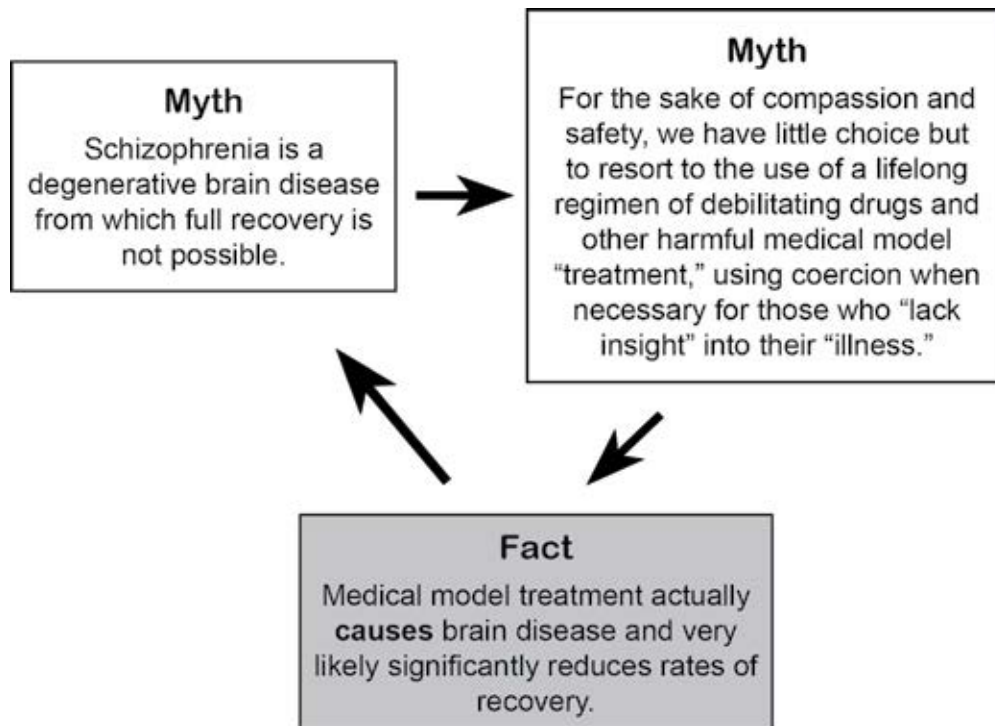 Myth
Schizophrenia is a
degenerative brain disease
from which full recovery is
not possible.
Myth
For the sake of compassion and
safety, we have little choice but
to resort to the use of a lifelong
regimen of debilitating drugs and
other harmful medical model
“treatment,” using coercion when
necessary for those who “lack
insight” into their “illness.”
Fact
Medical model treatment actually
causes brain disease and very
likely significantly reduces rates of
recovery.